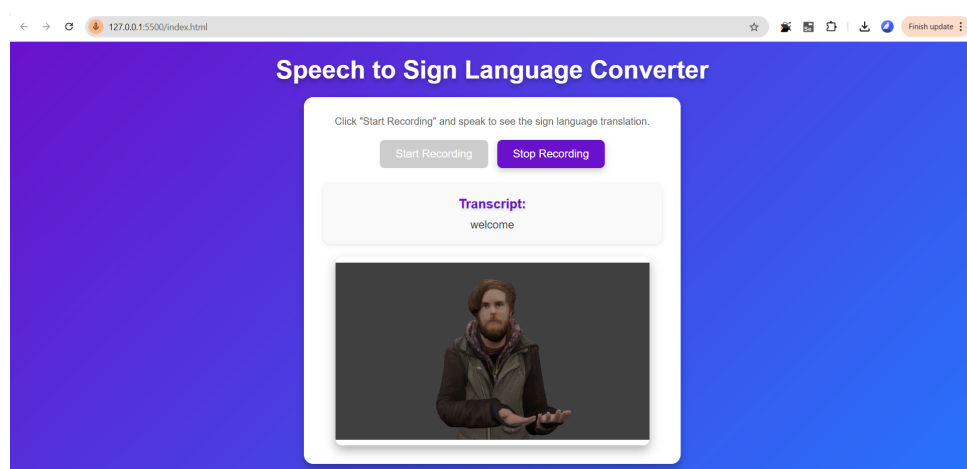 127.0.0.1:5500/index.html
Finish update
Speech to Sign Language Converter
Click "Start Recording" and speak to see the sign language translation.
Start Recording Stop Recording
Transcript:
welcome